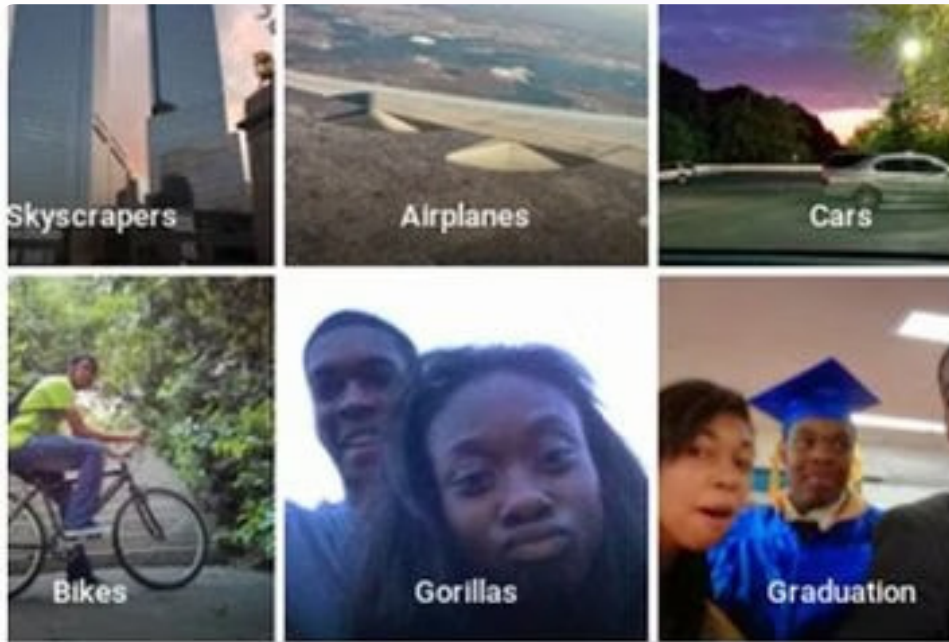 Skyscrapers
Airplanes
Cars
Bikes
Gorillas
Graduation